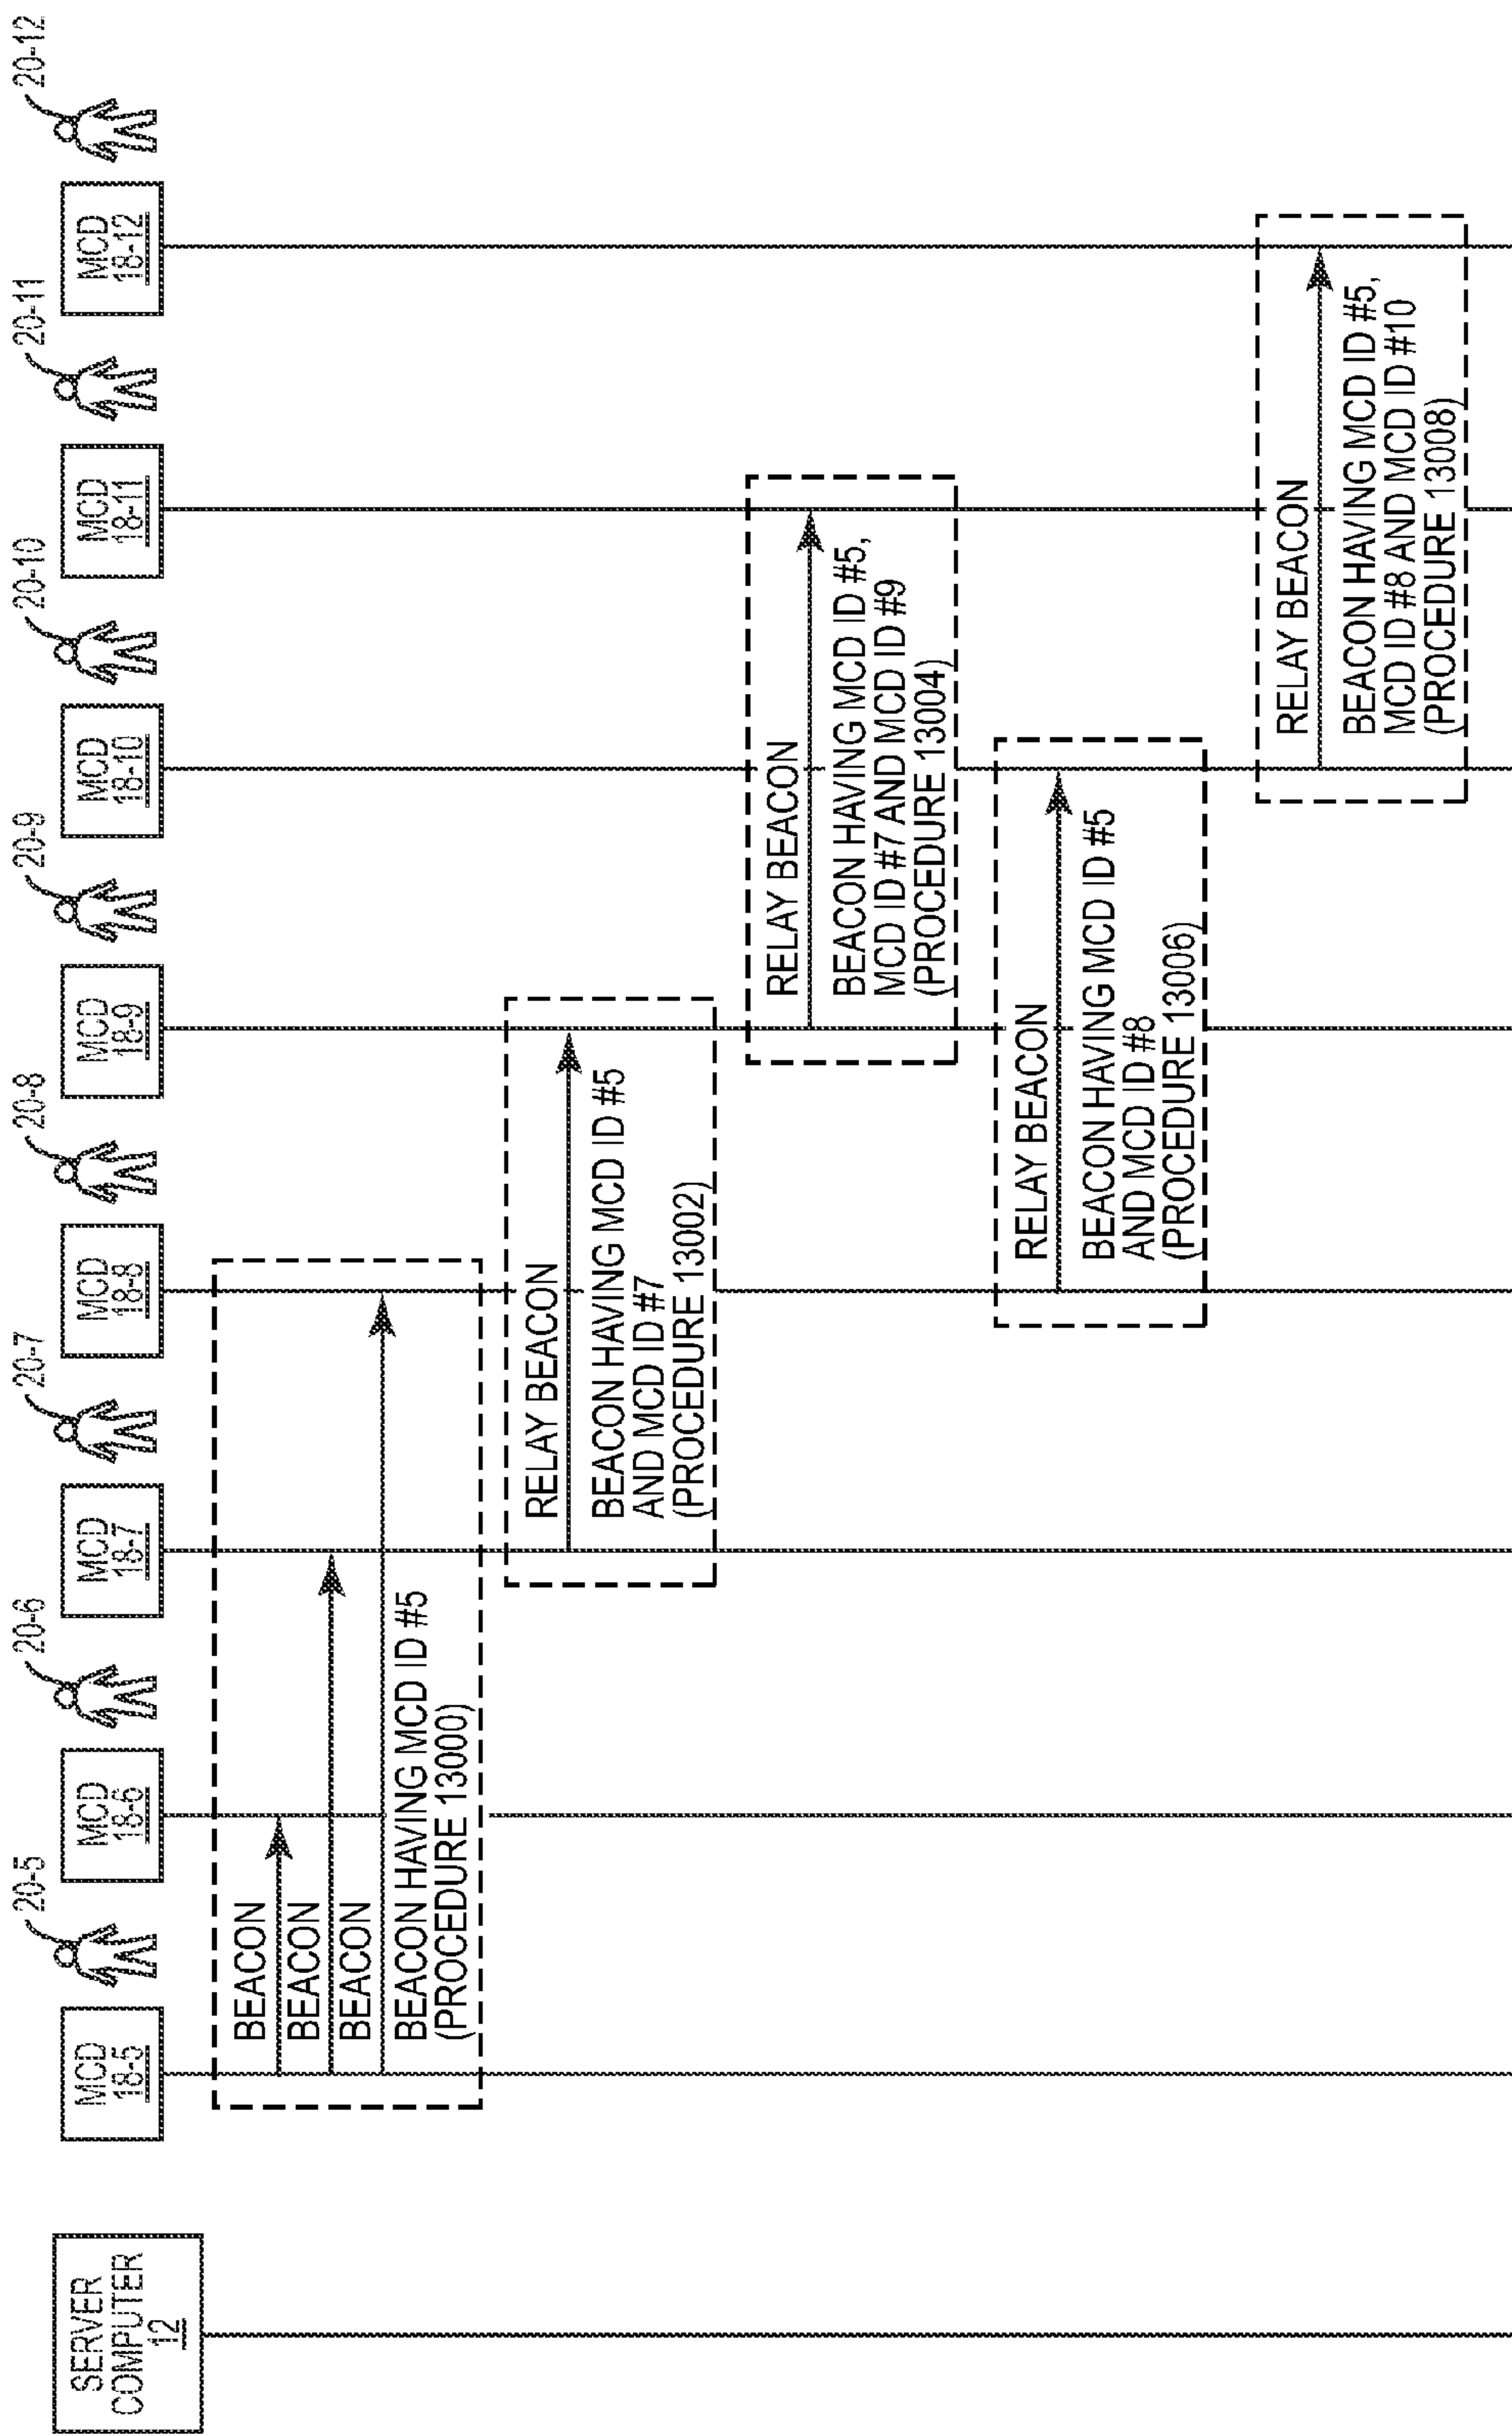 SERVER
COMPUTER
12
MCD
18-5
20-5
MCD
18-6
20-6
MCD
18-7
20-7
MCD
18-8
20-8
MCD
18-9
20-9
MCD
18-10
20-10
MCD
18-11
20-11
MCD
18-12
20-12
BEACON
BEACON
BEACON
BEACON HAVING MCD ID #5
(PROCEDURE 13000)
RELAY BEACON
BEACON HAVING MCD ID #5
AND MCD ID #7
(PROCEDURE 13002)
RELAY BEACON
BEACON HAVING MCD ID #5,
MCD ID #7 AND MCD ID #9
(PROCEDURE 13004)
RELAY BEACON
BEACON HAVING MCD ID #5
AND MCD ID #8
(PROCEDURE 13006)
RELAY BEACON
BEACON HAVING MCD ID #5,
MCD ID #8 AND MCD ID #10
(PROCEDURE 13008)